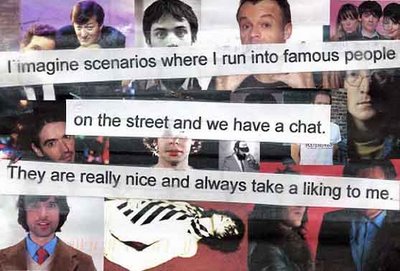 I imagine scenarios where I run into famous people
on the street and we have a chat.
They are really nice and always take a liking to me.